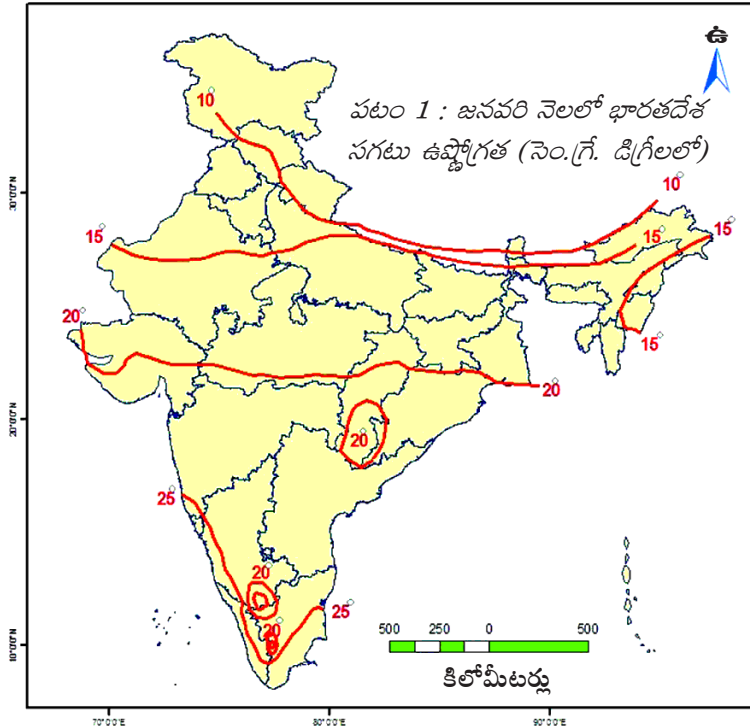 ఉ
పటం 1 : జనవరి నెలలో భారతదేశ
సగటు ఉష్ణోగ్రత (సెం.గ్రే. డిగ్రీలలో)
10
10
15
15
15
15
20
20
20
25
20
20
25
500 250 0 500
కిలోమీటర్లు
30°0'0"N
20°0'0"N
10°0'0"N
70°0'0"E 80°0'0"E 90°0'0"E